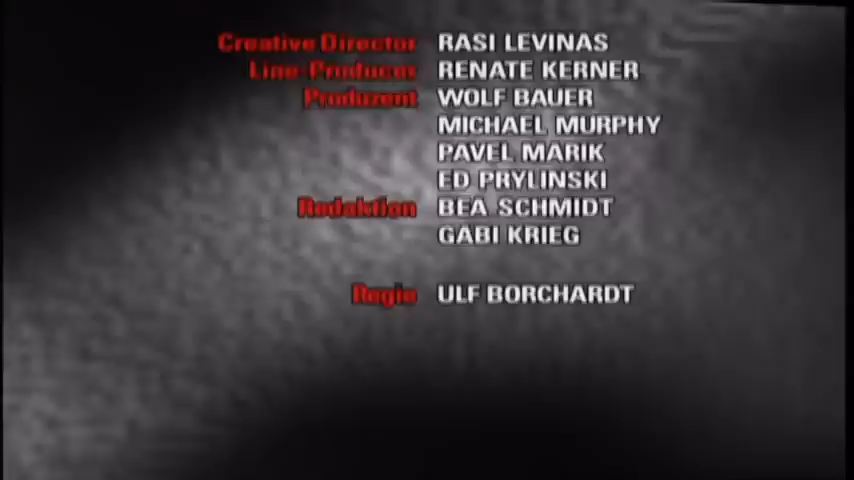 Creative Director RASI LEVINAS
Line-Producer RENATE KERNER
Produzent WOLF BAUER
MICHAEL MURPHY
PAVEL MARIK
ED PRYLINSKI
Redaktion BEA SCHMIDT
GABI KRIEG
Regie ULF BORCHARDT